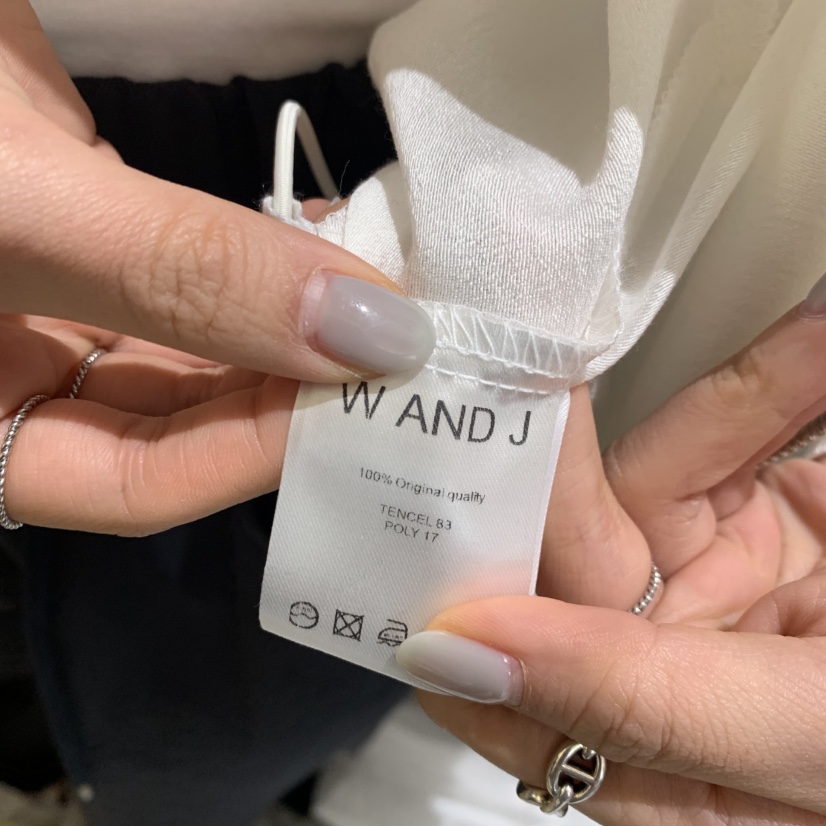 W AND J
100% Original quality
TENCEL 83
POLY 17